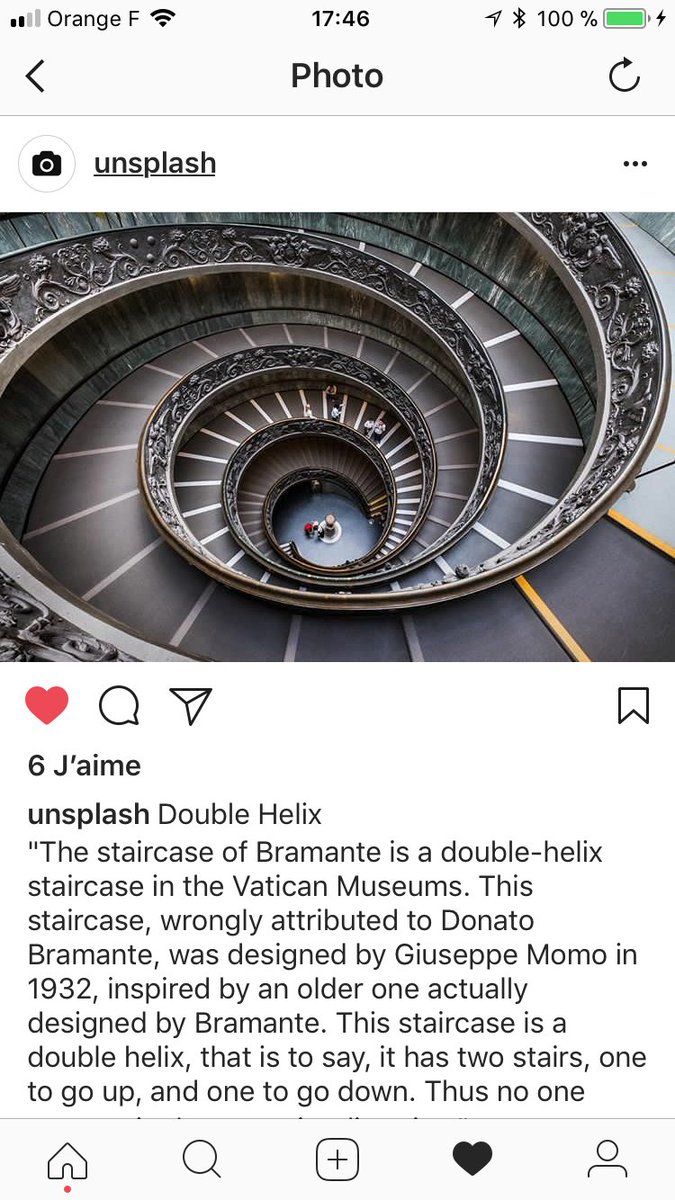 Orange F 17:46 100 %
Photo
unsplash
6 J’aime
unsplash Double Helix
"The staircase of Bramante is a double-helix
staircase in the Vatican Museums. This
staircase, wrongly attributed to Donato
Bramante, was designed by Giuseppe Momo in
1932, inspired by an older one actually
designed by Bramante. This staircase is a
double helix, that is to say, it has two stairs, one
to go up, and one to go down. Thus no one